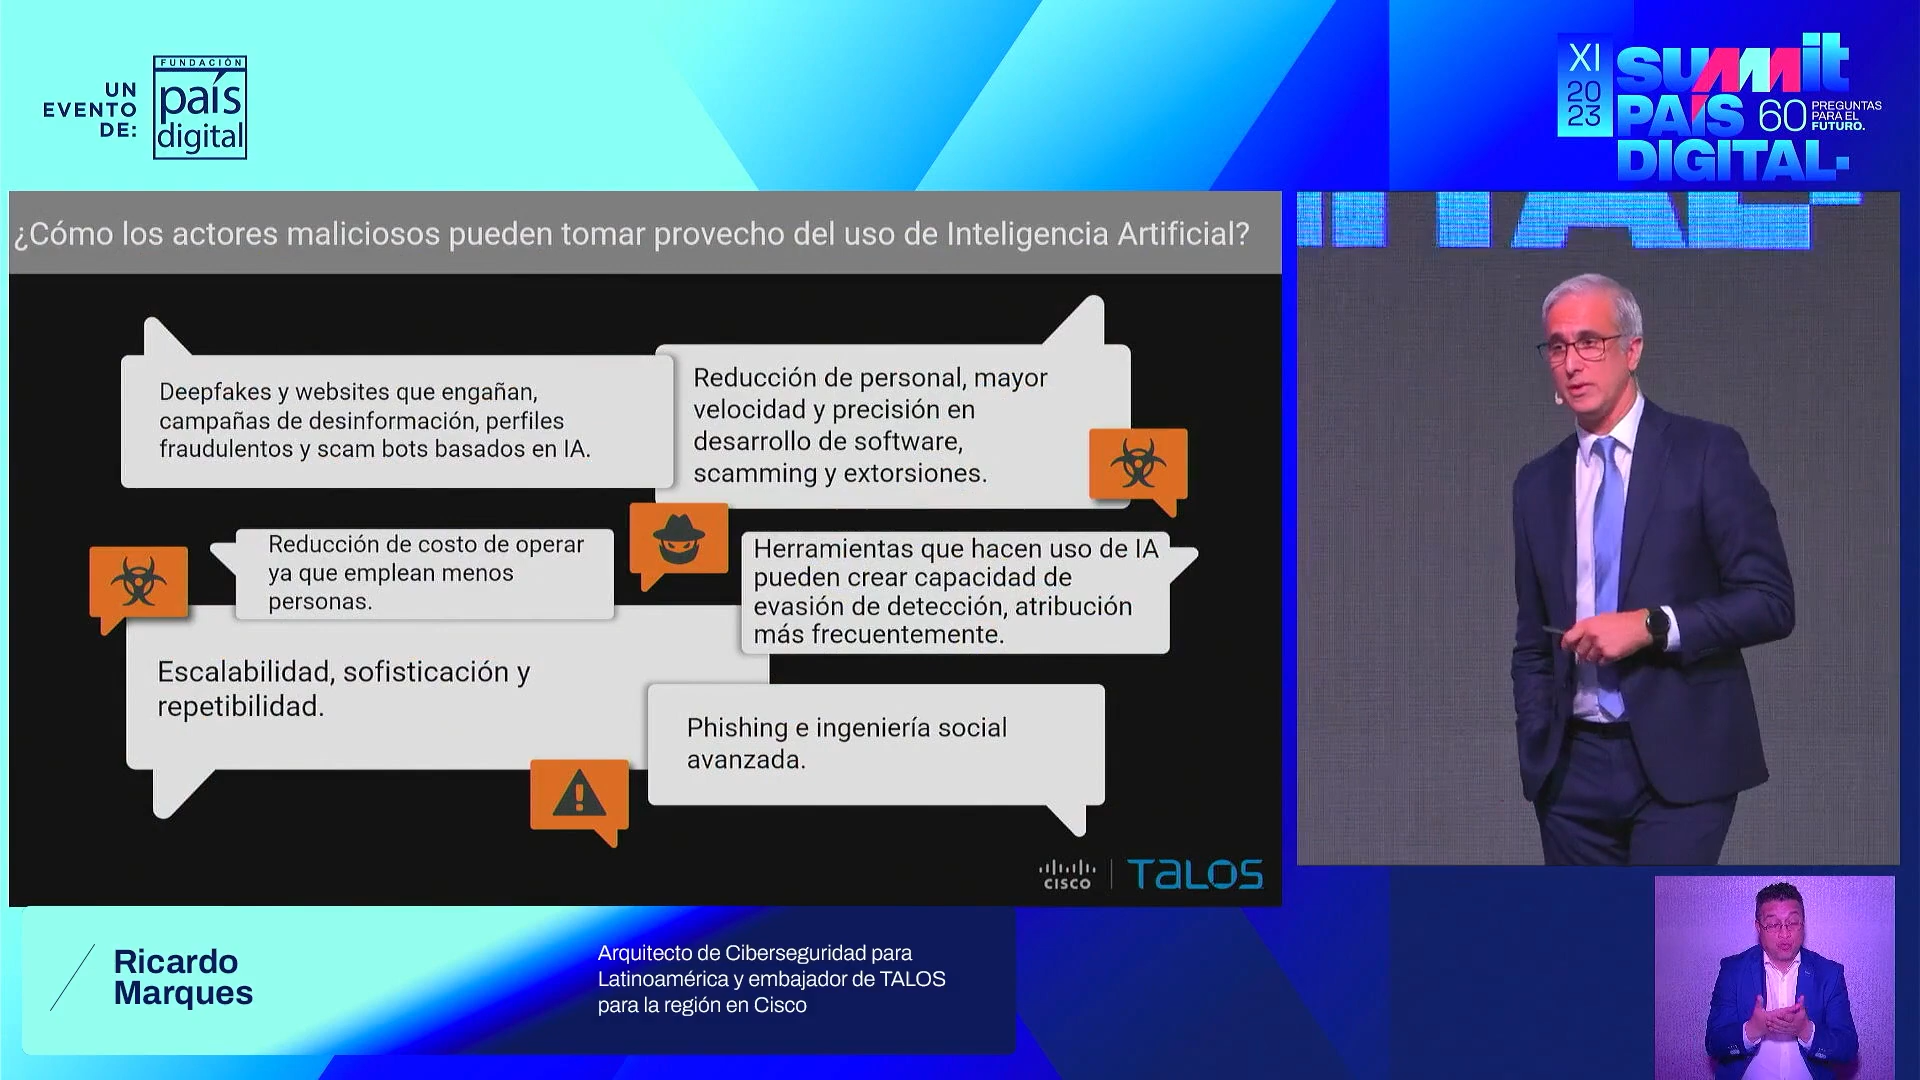 UN
EVENTO
DE:
FUNDACIÓN
país
digital
XI
20
23
SUMMIT
PAÍS
DIGITAL
60
PREGUNTAS
PARA EL
FUTURO.
¿Cómo los actores maliciosos pueden tomar provecho del uso de Inteligencia Artificial?
Deepfakes y websites que engañan,
campañas de desinformación, perfiles
fraudulentos y scam bots basados en IA.
Reducción de personal, mayor
velocidad y precisión en
desarrollo de software,
scamming y extorsiones.
Reducción de costo de operar
ya que emplean menos
personas.
Herramientas que hacen uso de IA
pueden crear capacidad de
evasión de detección, atribución
más frecuentemente.
Escalabilidad, sofisticación y
repetibilidad.
Phishing e ingeniería social
avanzada.
CISCO
TALOS
Ricardo
Marques
Arquitecto de Ciberseguridad para
Latinoamérica y embajador de TALOS
para la región en Cisco